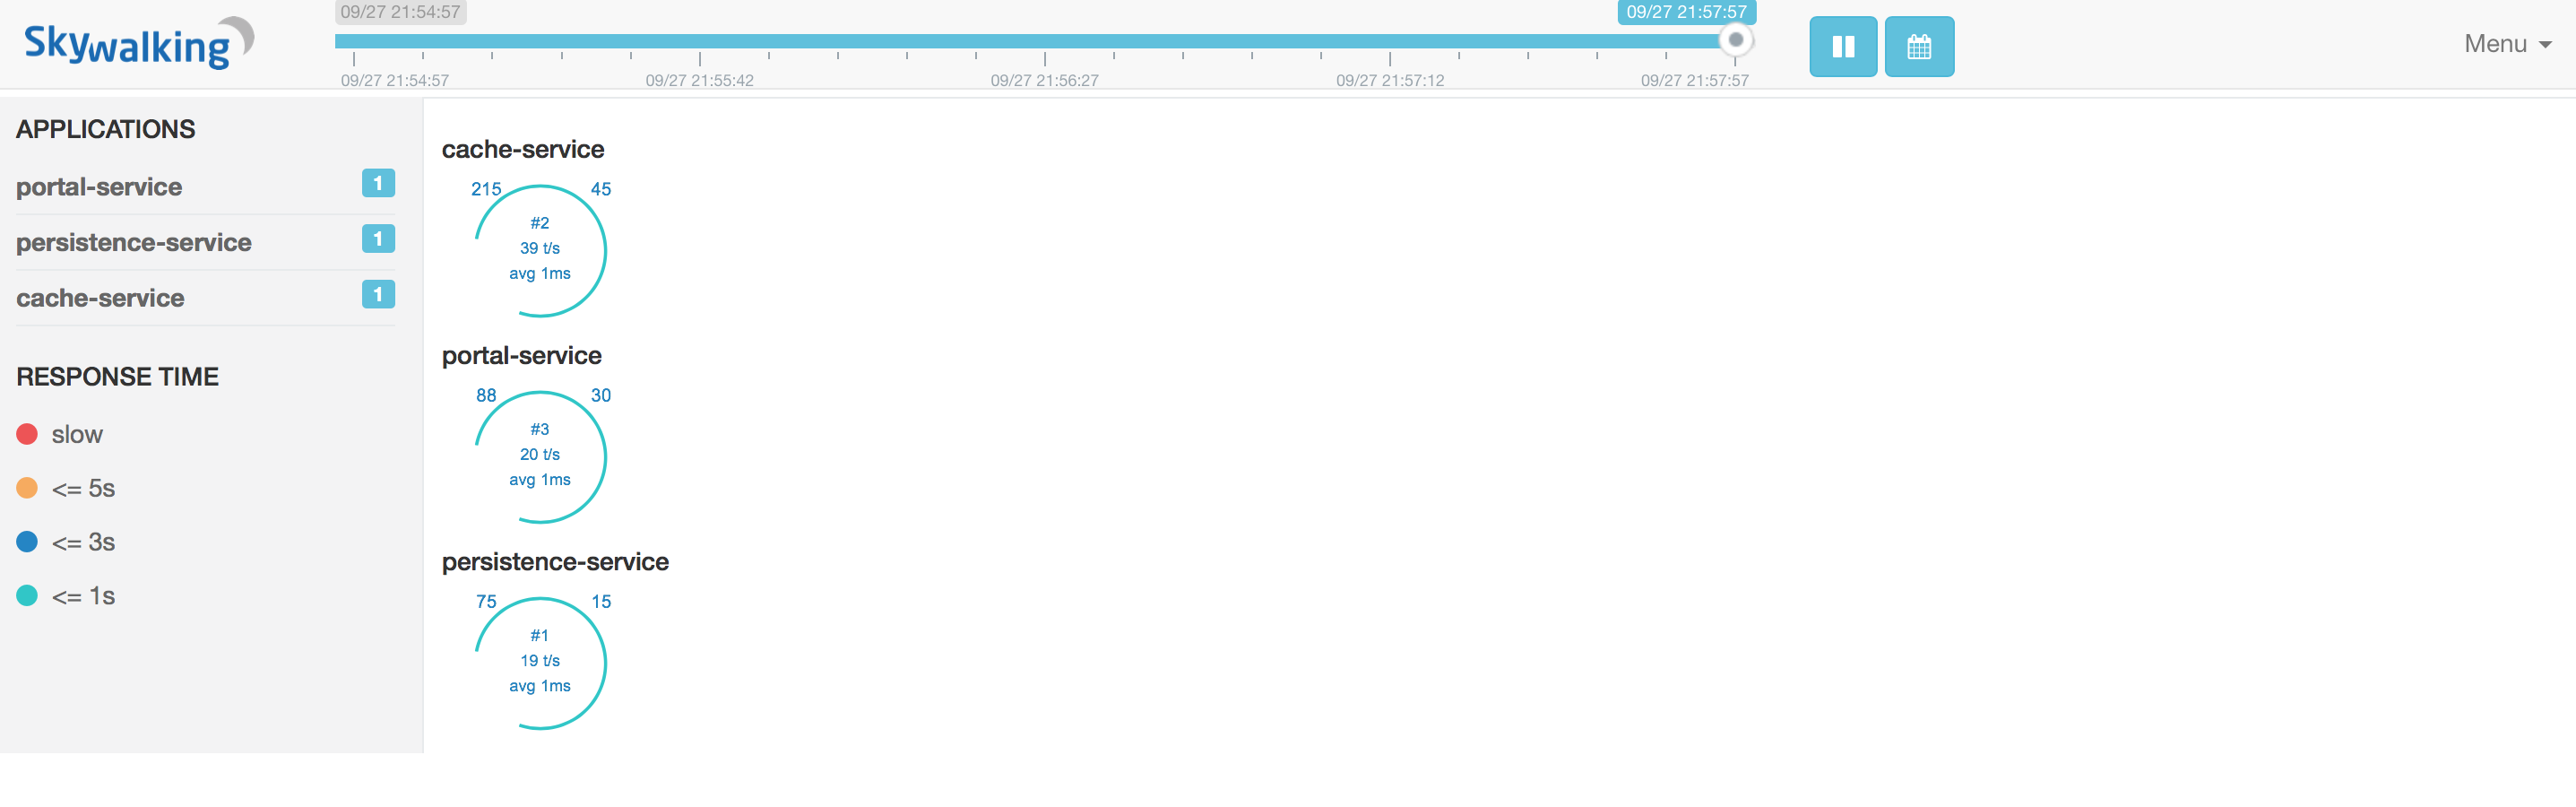 Skywalking
09/27 21:54:57
09/27 21:57:57
09/27 21:54:57
09/27 21:55:42
09/27 21:56:27
09/27 21:57:12
09/27 21:57:57
Menu
APPLICATIONS
portal-service 1
persistence-service 1
cache-service 1
RESPONSE TIME
slow
<= 5s
<= 3s
<= 1s
cache-service
215 45
#2
39 t/s
avg 1ms
portal-service
88 30
#3
20 t/s
avg 1ms
persistence-service
75 15
#1
19 t/s
avg 1ms